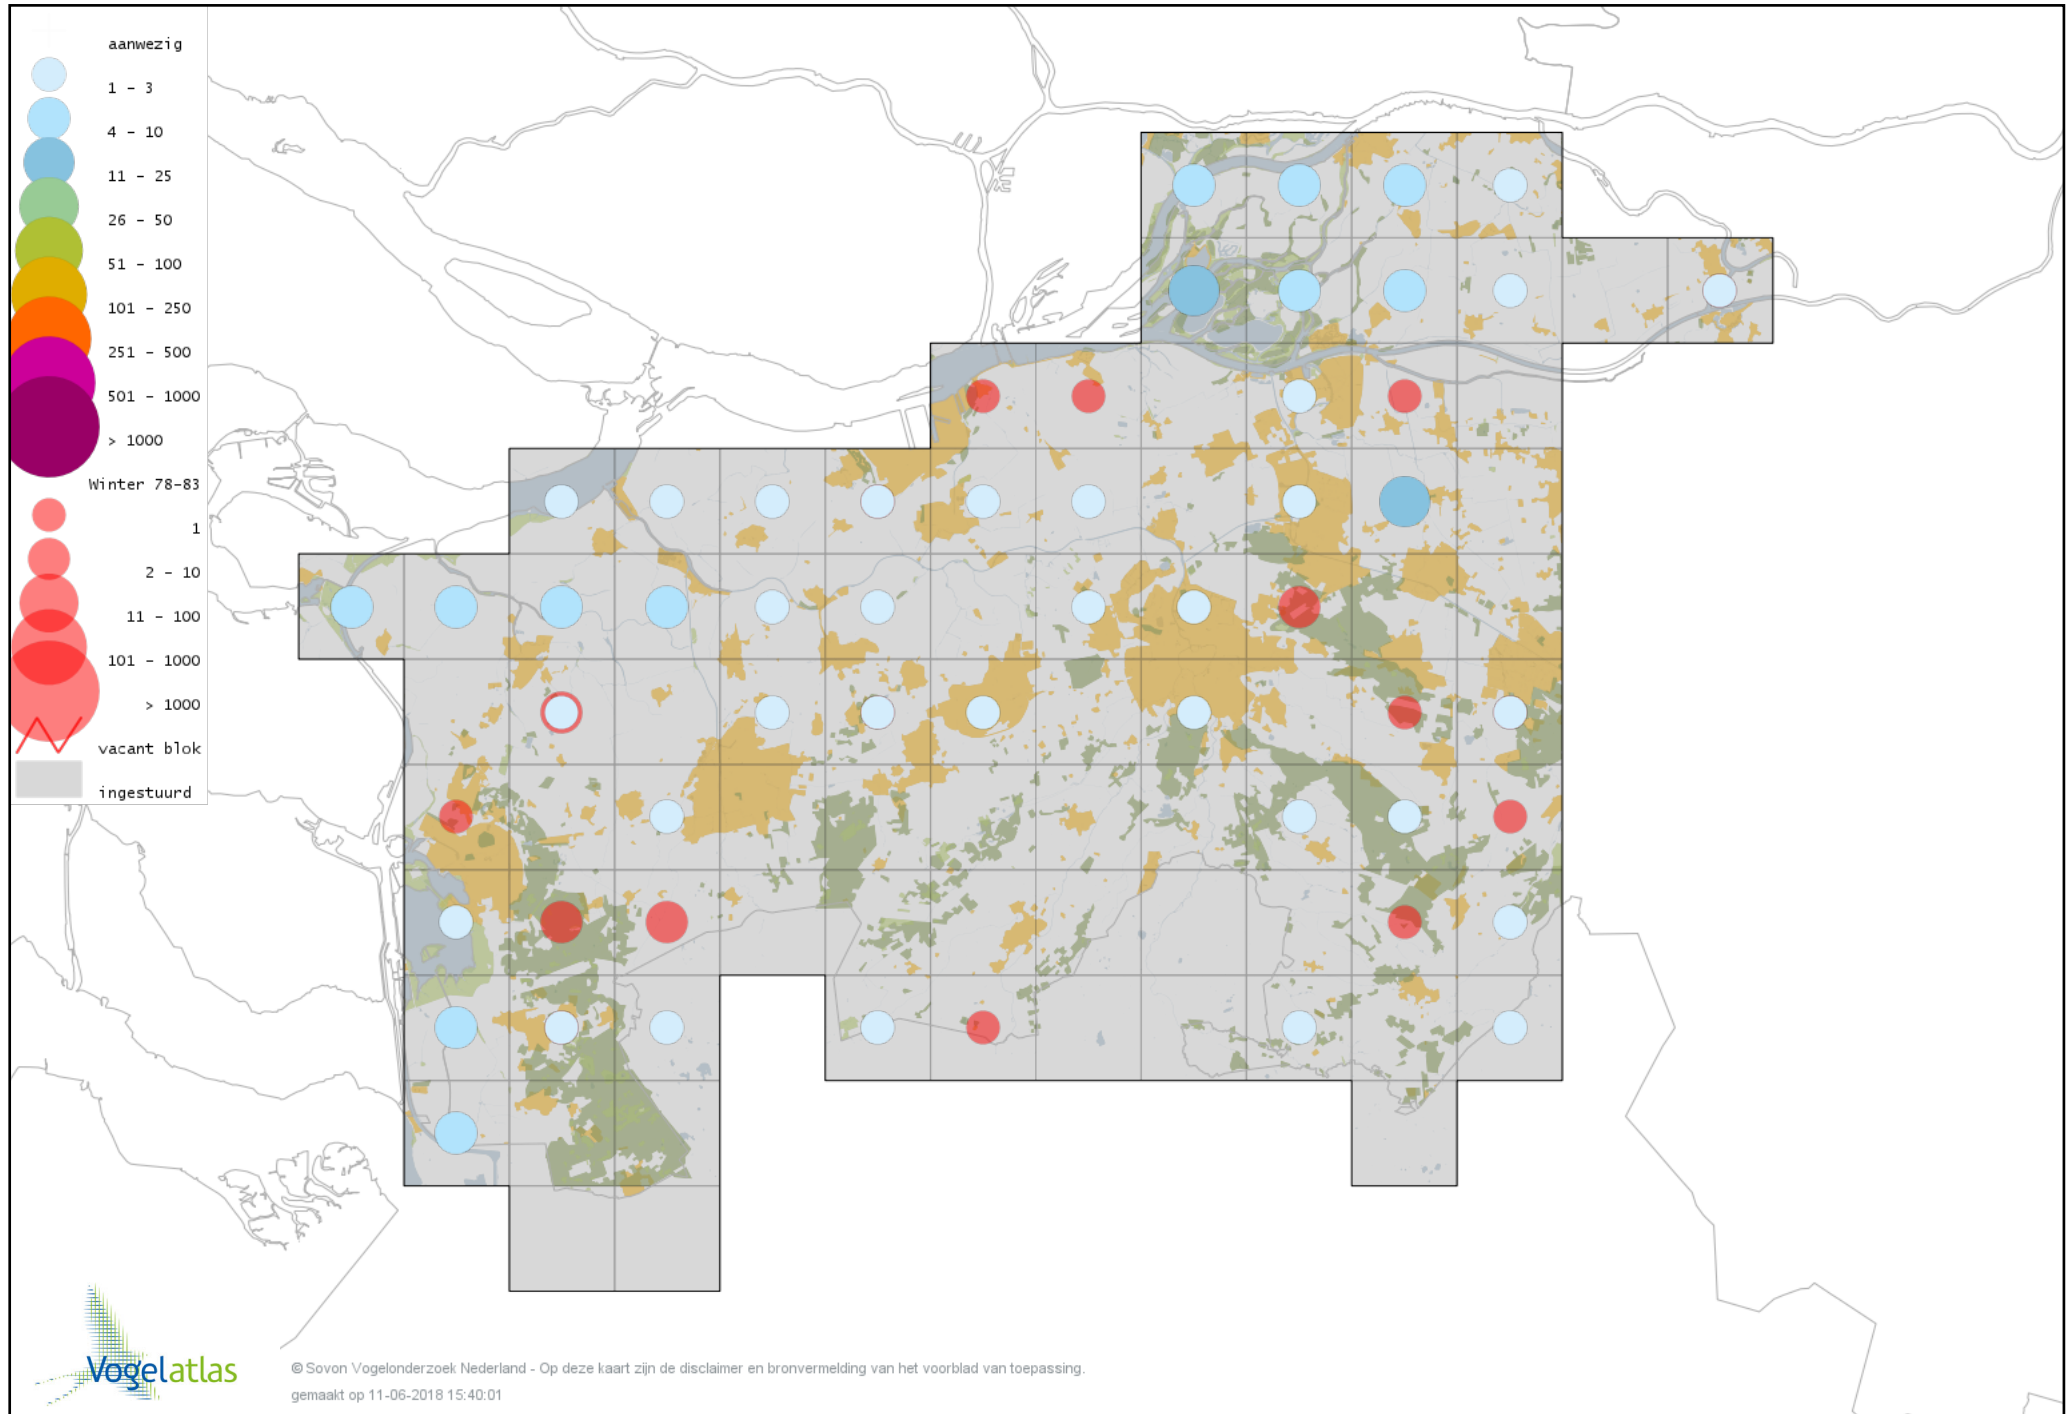 aanwezig
1 - 3
4 - 10
11 - 25
26 - 50
51 - 100
101 - 250
251 - 500
501 - 1000
> 1000
Winter 78-83
1
2 - 10
11 - 100
101 - 1000
> 1000
vacant blok
ingestuurd
Vogelatlas
© Sovon Vogelonderzoek Nederland - Op deze kaart zijn de disclaimer en bronvermelding van het voorblad van toepassing.
gemaakt op 11-06-2018 15:40:01